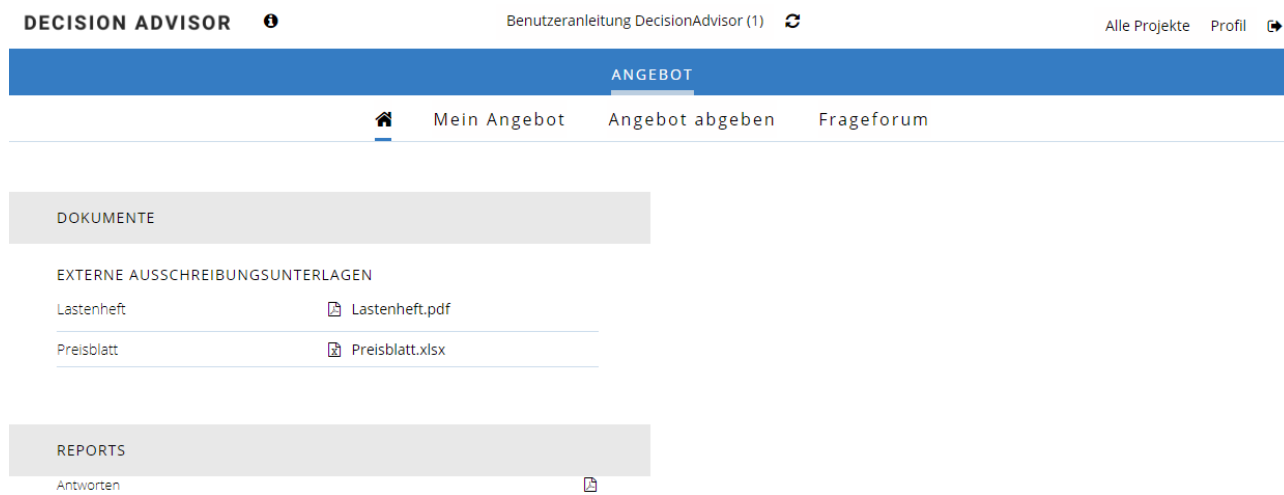 DECISION ADVISOR Benutzeranleitung DecisionAdvisor (1) Alle Projekte Profil
ANGEBOT
Mein Angebot Angebot abgeben Frageforum
DOKUMENTE
EXTERNE AUSSCHREIBUNGSUNTERLAGEN
Lastenheft Lastenheft.pdf
Preisblatt Preisblatt.xlsx
REPORTS
Antworten